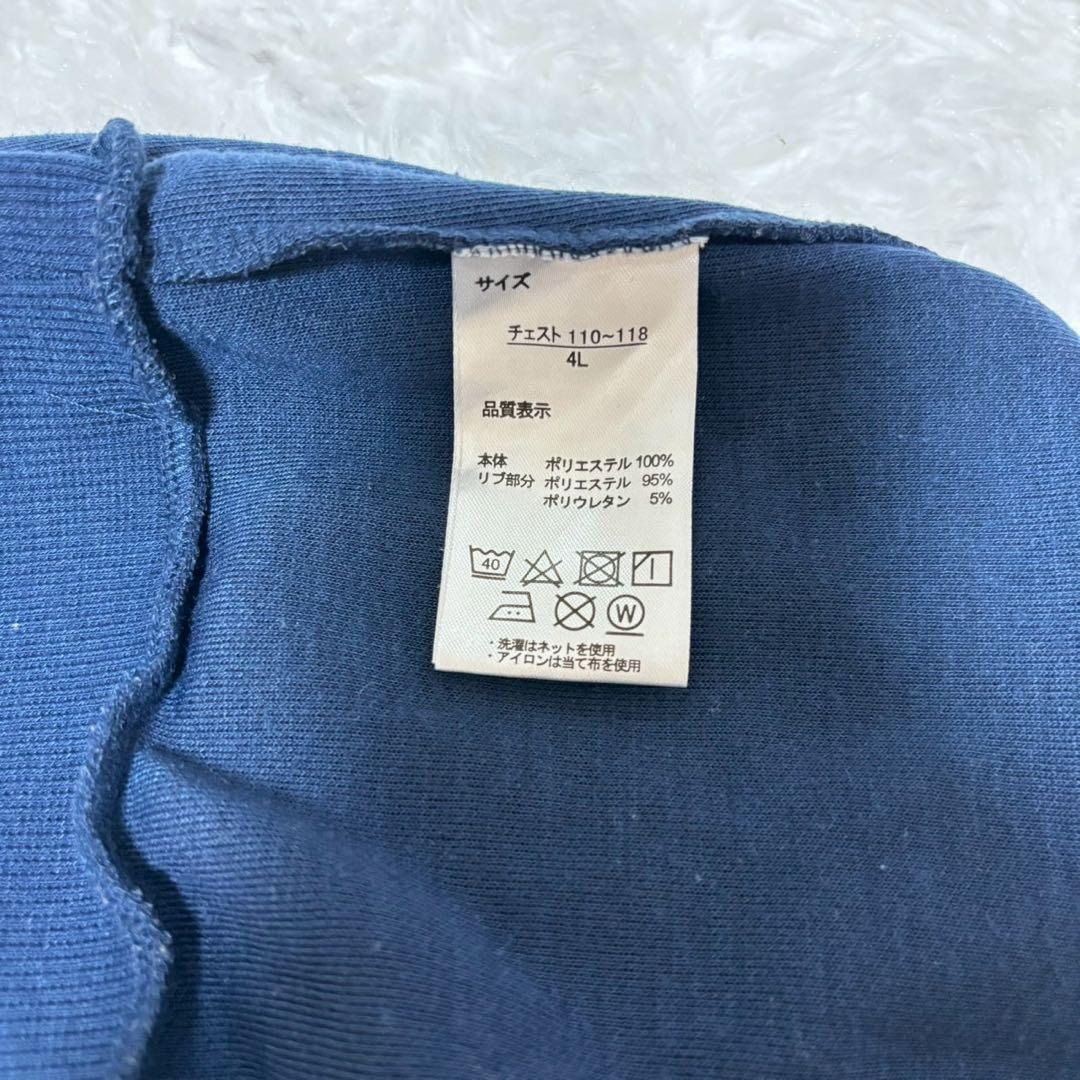 サイズ
チェスト 110~118
4L
品質表示
本体 ポリエステル 100%
リブ部分 ポリエステル 95%
ポリウレタン 5%
40
W
・洗濯はネットを使用
・アイロンは当て布を使用